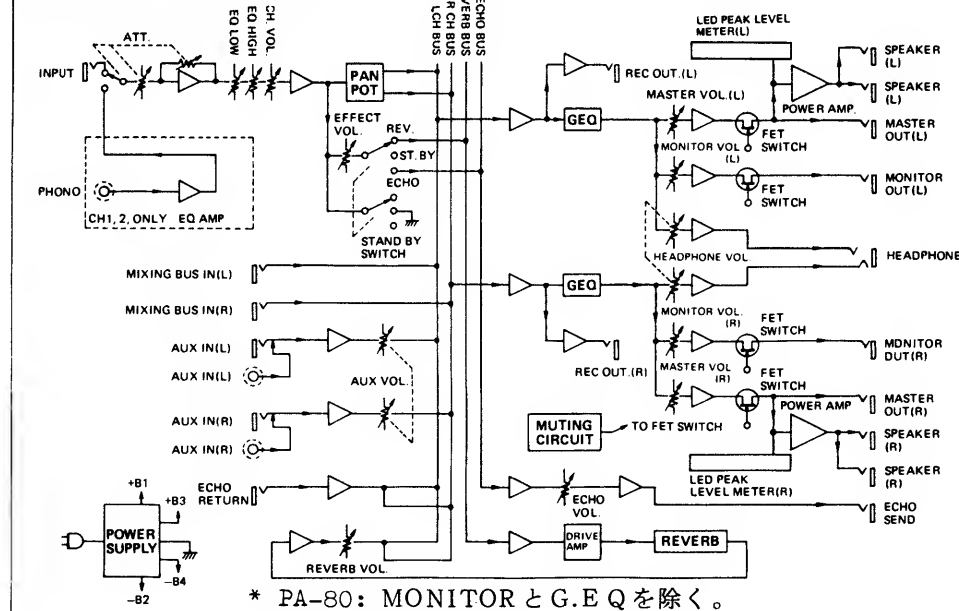 ATT.
INPUT
EQ LOW
EQ HIGH
CH. VOL.
LCH BUS
R CH BUS
VERB BUS
ECHO BUS
PAN
POT
EFFECT
VOL.
REV.
ST.BY
ECHO
STAND BY
SWITCH
PHONO
CH1, 2, ONLY EQ AMP
MIXING BUS IN(L)
MIXING BUS IN(R)
AUX IN(L)
AUX IN(L)
AUX VOL.
AUX IN(R)
AUX IN(R)
ECHO
RETURN
REVERB VOL.
+B1
+B3
POWER
SUPPLY
-B4
-B2
REC OUT.(L)
GEQ
MASTER VOL.(L)
MONITOR VOL
(L)
HEADPHONE VOL
LED PEAK LEVEL
METER(L)
POWER AMP.
FET
SWITCH
FET
SWITCH
SPEAKER
(L)
SPEAKER
(L)
MASTER
OUT(L)
MONITOR
OUT(L)
HEADPHONE
GEQ
REC OUT.(R)
MONITOR VOL.
(R)
MASTER VOL
(R)
FET
SWITCH
FET
SWITCH
POWER AMP
MDNITOR
DUT(R)
MASTER
OUT(R)
SPEAKER
(R)
SPEAKER
(R)
MUTING
CIRCUIT
TO FET SWITCH
LED PEAK
LEVEL METER(R)
ECHO
VOL.
ECHO
SEND
DRIVE
AMP
REVERB
* PA-80: MONITORとG.E Qを除く。